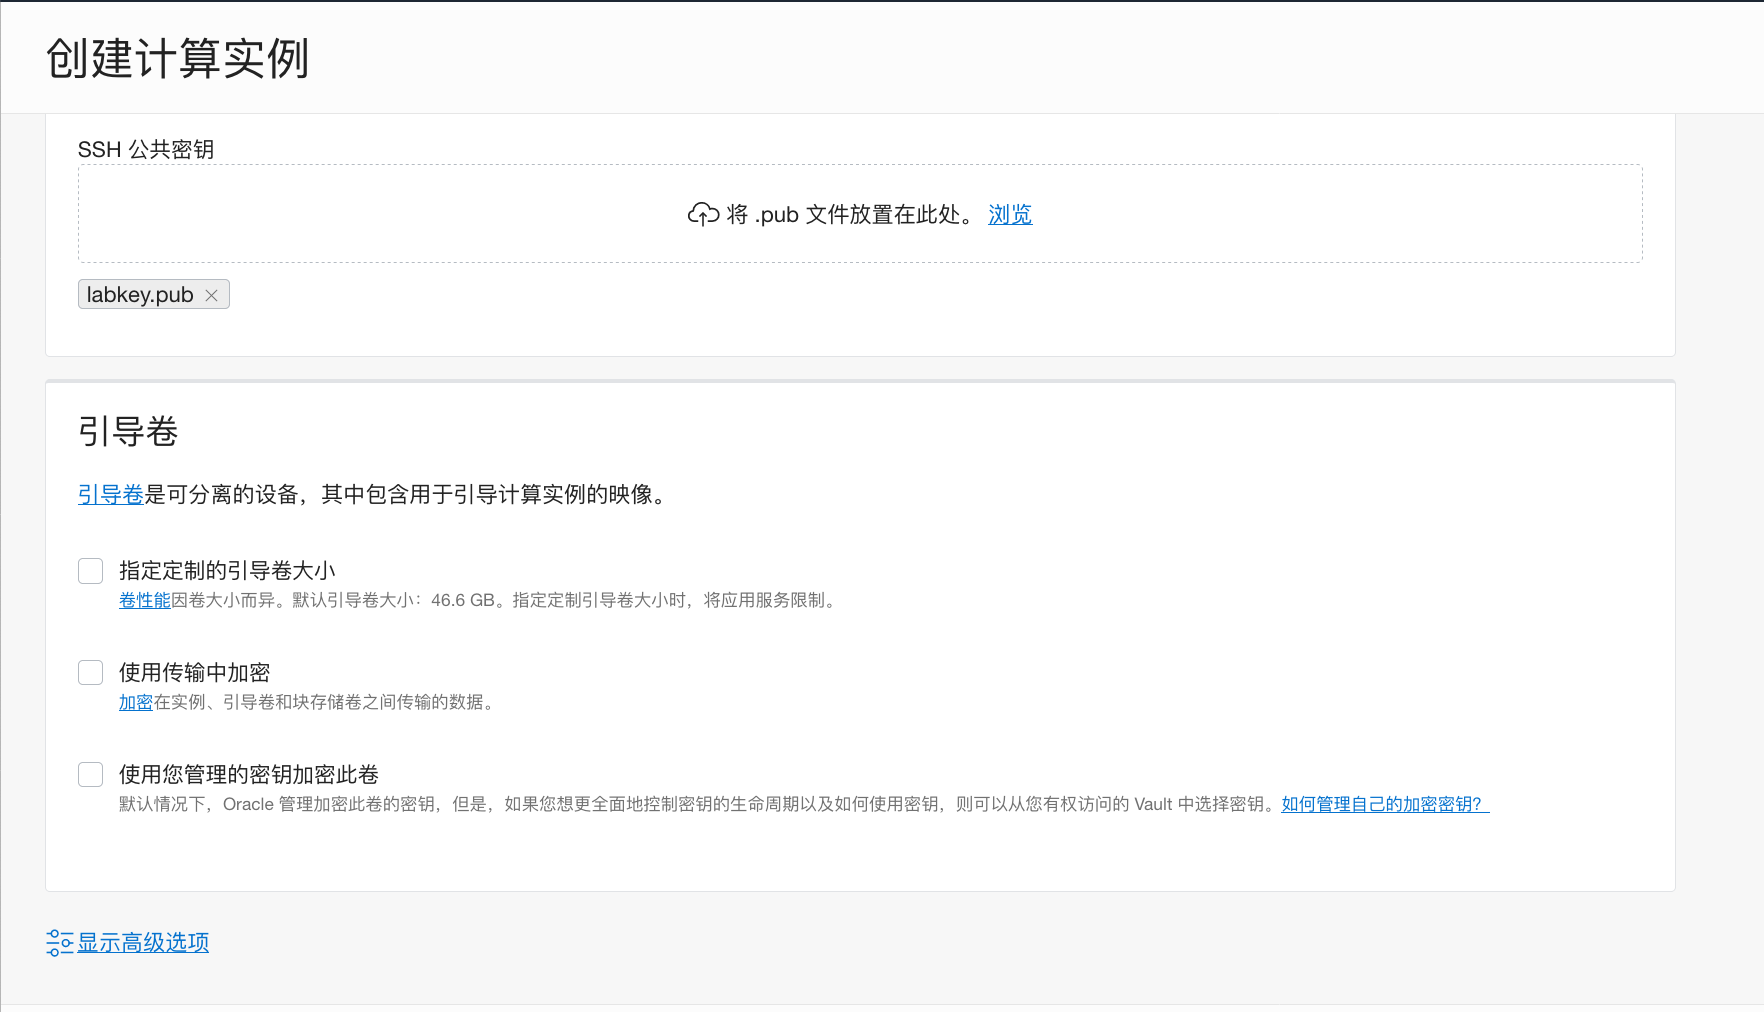 创建计算实例
SSH 公共密钥
将 .pub 文件放置在此处。 浏览
labkey.pub
引导卷
引导卷是可分离的设备，其中包含用于引导计算实例的映像。
指定定制的引导卷大小
卷性能因卷大小而异。默认引导卷大小：46.6 GB。指定定制引导卷大小时，将应用服务限制。
使用传输中加密
加密在实例、引导卷和块存储卷之间传输的数据。
使用您管理的密钥加密此卷
默认情况下，Oracle 管理加密此卷的密钥，但是，如果您想更全面地控制密钥的生命周期以及如何使用密钥，则可以从您有权访问的 Vault 中选择密钥。如何管理自己的加密密钥？
显示高级选项